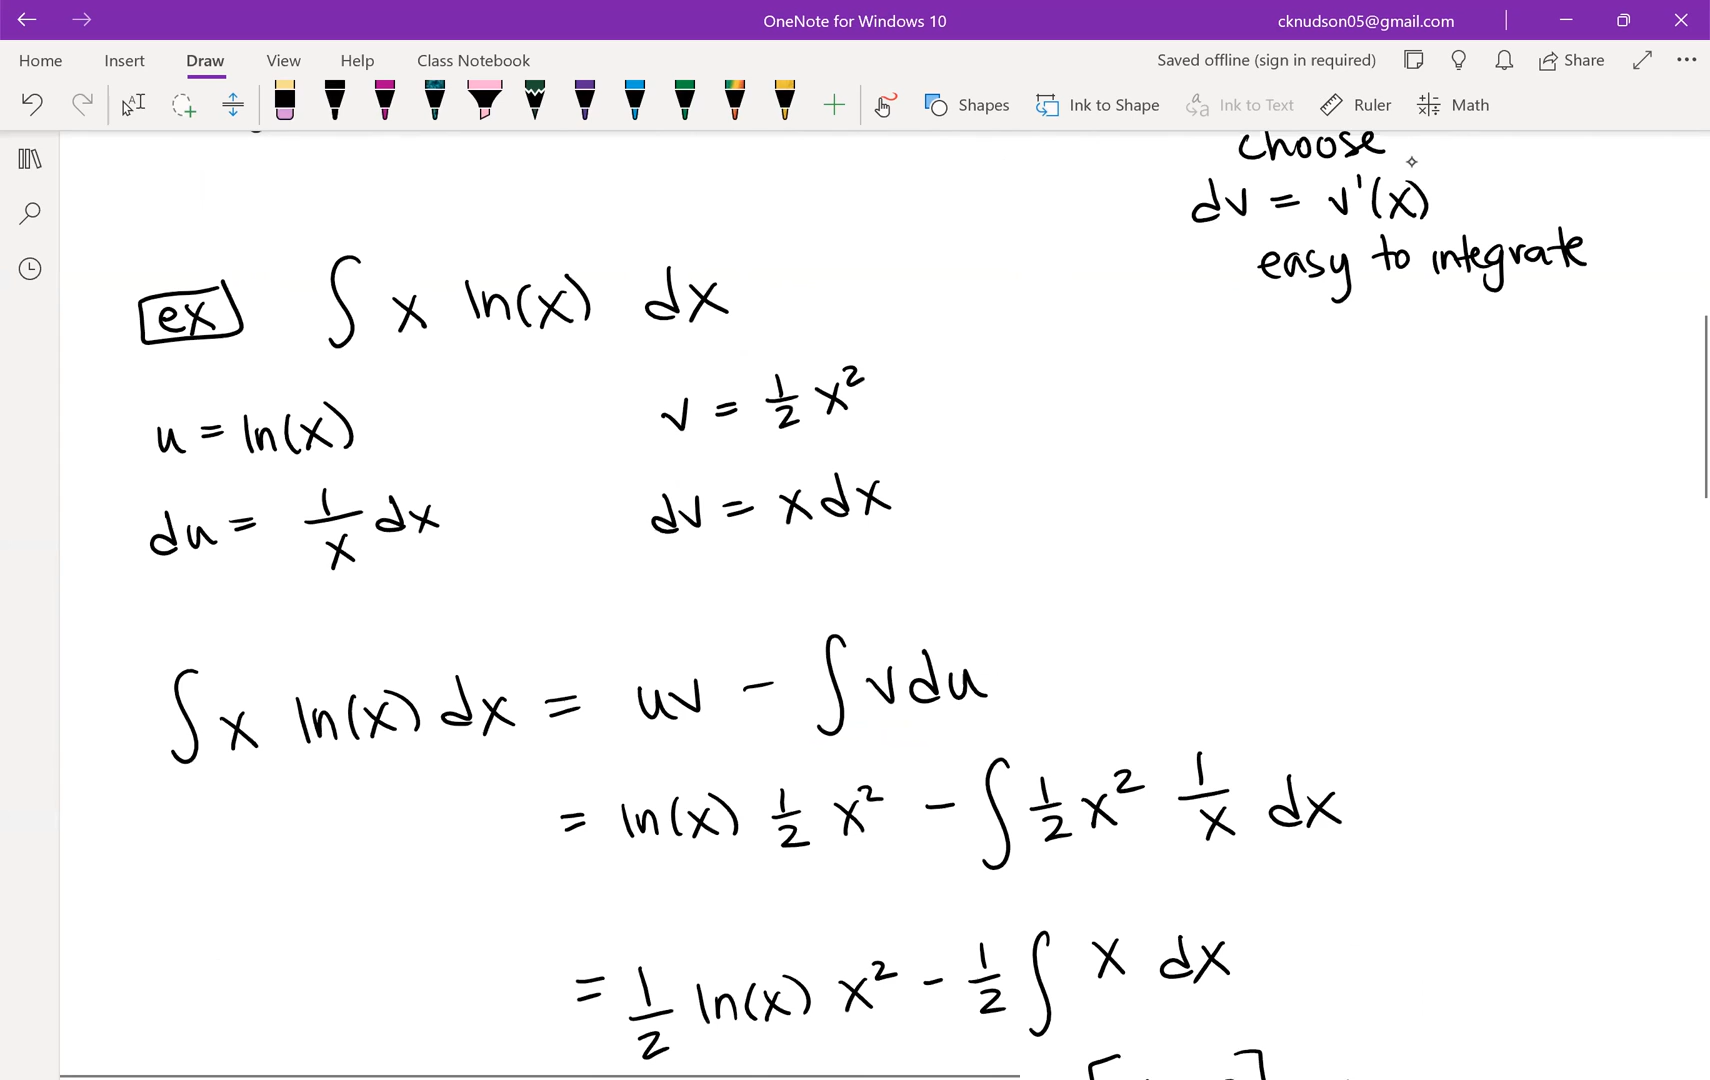 OneNote for Windows 10
cknudson05@gmail.com
Home Insert Draw View Help Class Notebook
Saved offline (sign in required) Share
Shapes Ink to Shape Ink to Text Ruler Math
choose
dv = v'(x)
easy to integrate
ex ∫ x ln(x) dx
u = ln(x) v = 1/2 x²
du = 1/x dx dv = x dx
∫ x ln(x) dx = uv - ∫ v du
= ln(x) 1/2 x² - ∫ 1/2 x² 1/x dx
= 1/2 ln(x) x² - 1/2 ∫ x dx